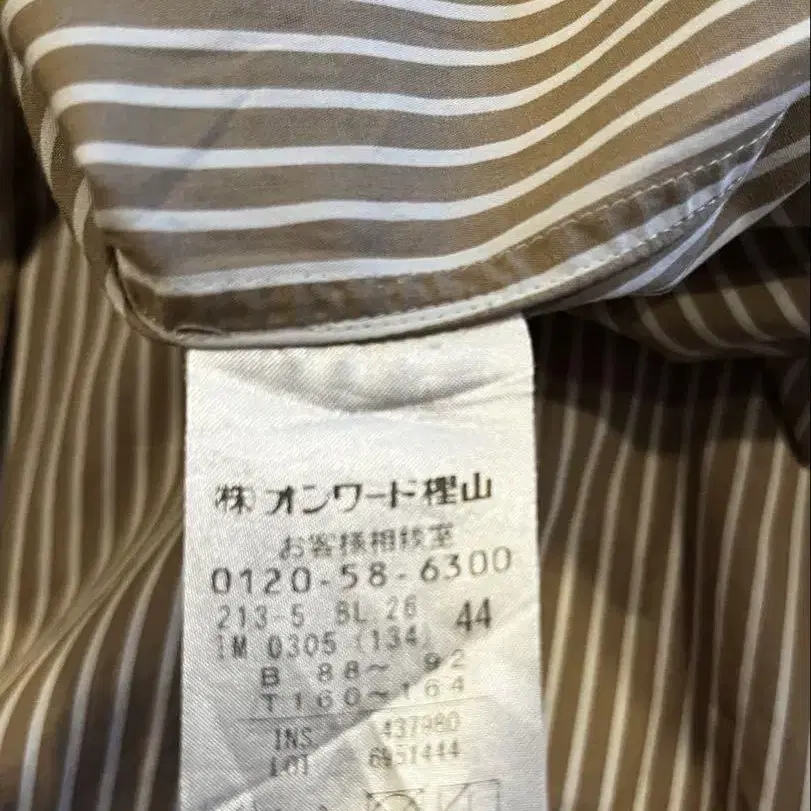 (株)オンワード樫山
お客様相談室
0120-58-6300
213-5 BL.26 44
IM 0305 (134)
B 88～ 92
T160～164
INS 437980
LOT 6951444